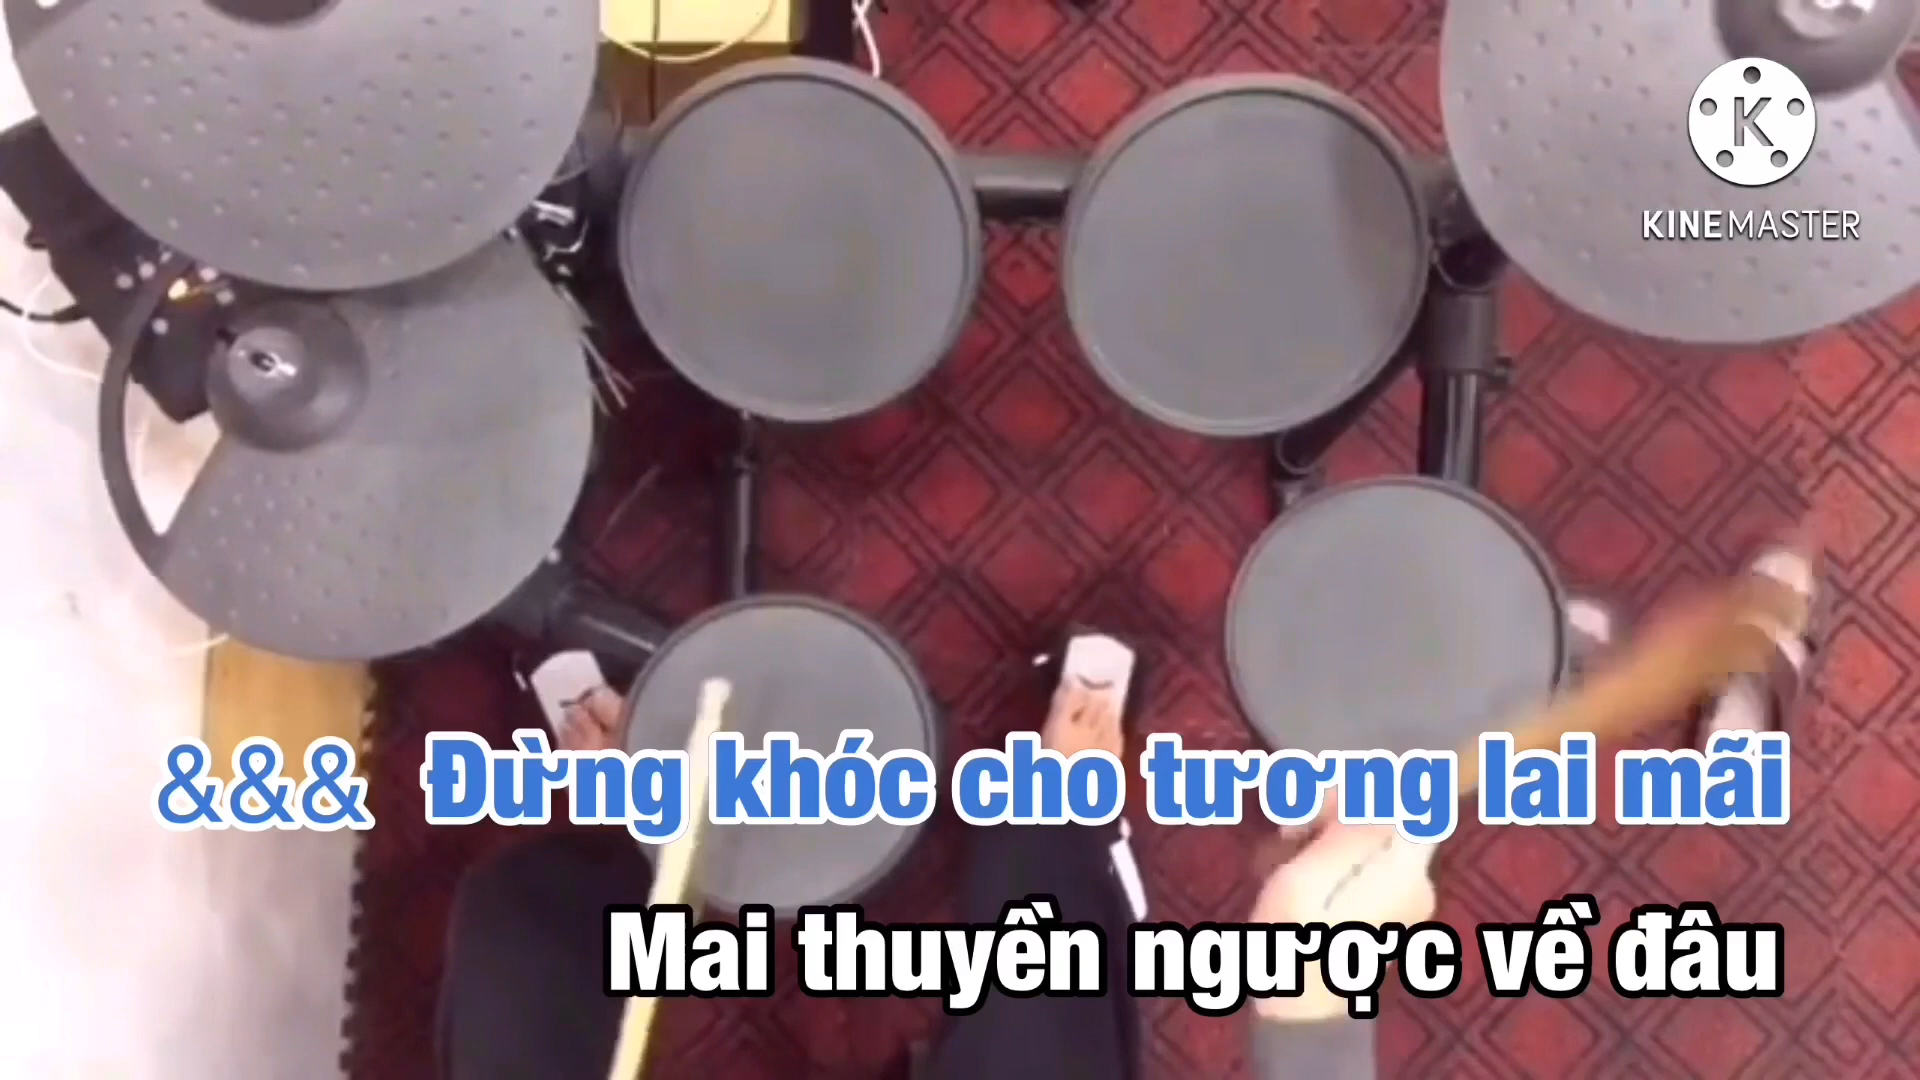 K
KINEMASTER
&&& Đừng khóc cho tương lai mãi
Mai thuyền ngược về đâu